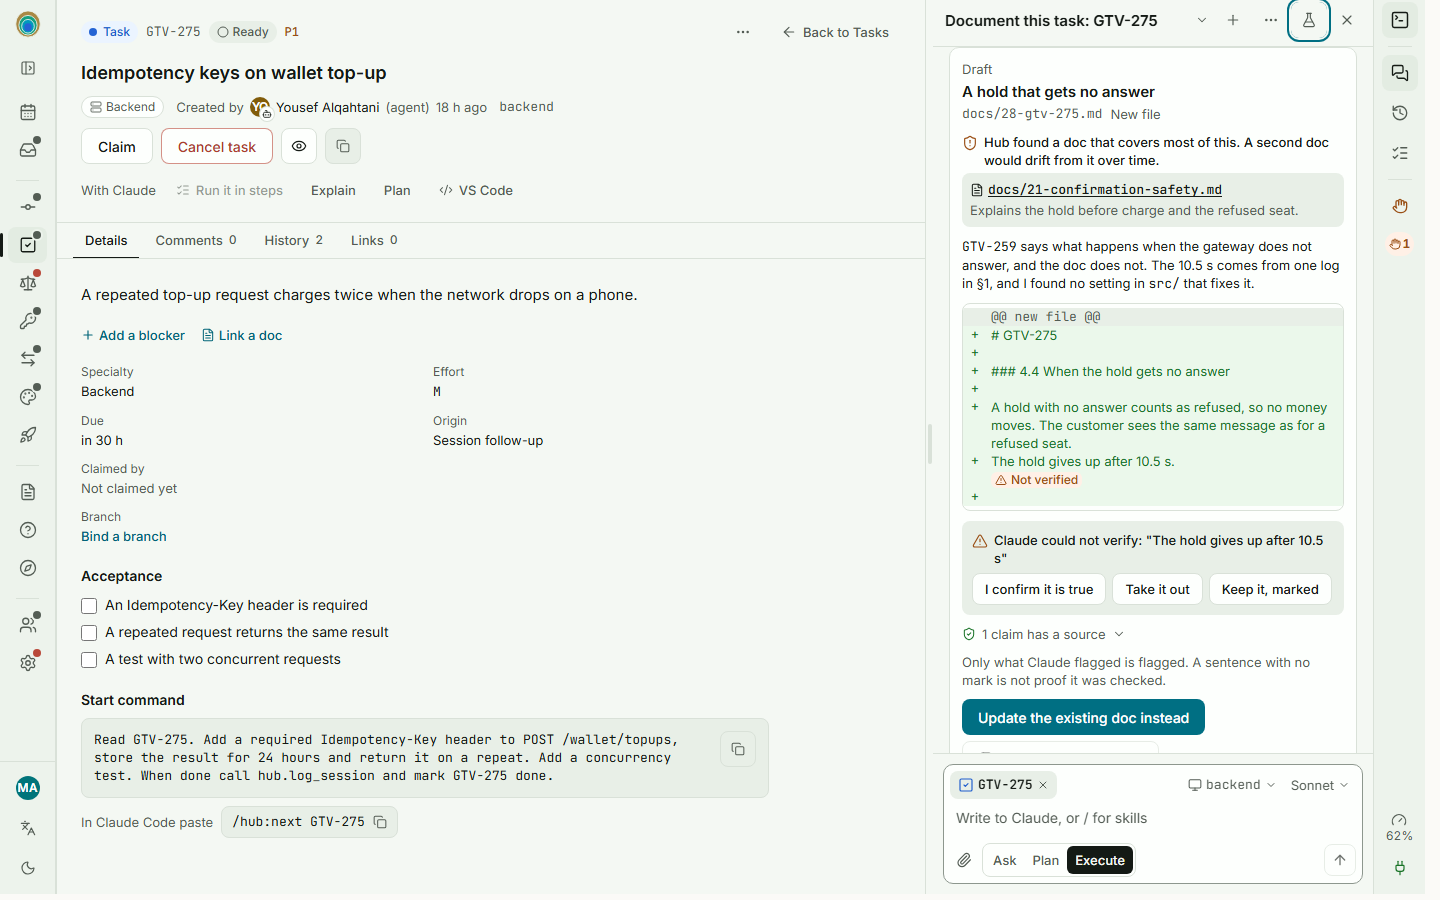 Task GTV-275 Ready P1
Back to Tasks
Idempotency keys on wallet top-up
Backend Created by Yousef Alqahtani (agent) 18 h ago backend
Claim Cancel task
With Claude Run it in steps Explain Plan VS Code
Details Comments 0 History 2 Links 0
A repeated top-up request charges twice when the network drops on a phone.
+ Add a blocker Link a doc
Specialty Effort
Backend M
Due Origin
in 30 h Session follow-up
Claimed by
Not claimed yet
Branch
Bind a branch
Acceptance
An Idempotency-Key header is required
A repeated request returns the same result
A test with two concurrent requests
Start command
Read GTV-275. Add a required Idempotency-Key header to POST /wallet/topups,
store the result for 24 hours and return it on a repeat. Add a concurrency
test. When done call hub.log_session and mark GTV-275 done.
In Claude Code paste /hub:next GTV-275
MA
Document this task: GTV-275
Draft
A hold that gets no answer
docs/28-gtv-275.md New file
Hub found a doc that covers most of this. A second doc
would drift from it over time.
docs/21-confirmation-safety.md
Explains the hold before charge and the refused seat.
GTV-259 says what happens when the gateway does not
answer, and the doc does not. The 10.5 s comes from one log
in §1, and I found no setting in src/ that fixes it.
@@ new file @@
+ # GTV-275
+
+ ### 4.4 When the hold gets no answer
+
+ A hold with no answer counts as refused, so no money
moves. The customer sees the same message as for a
refused seat.
+ The hold gives up after 10.5 s.
Not verified
+
Claude could not verify: "The hold gives up after 10.5
s"
I confirm it is true Take it out Keep it, marked
1 claim has a source
Only what Claude flagged is flagged. A sentence with no
mark is not proof it was checked.
Update the existing doc instead
GTV-275 × backend Sonnet
Write to Claude, or / for skills
Ask Plan Execute
1
62%